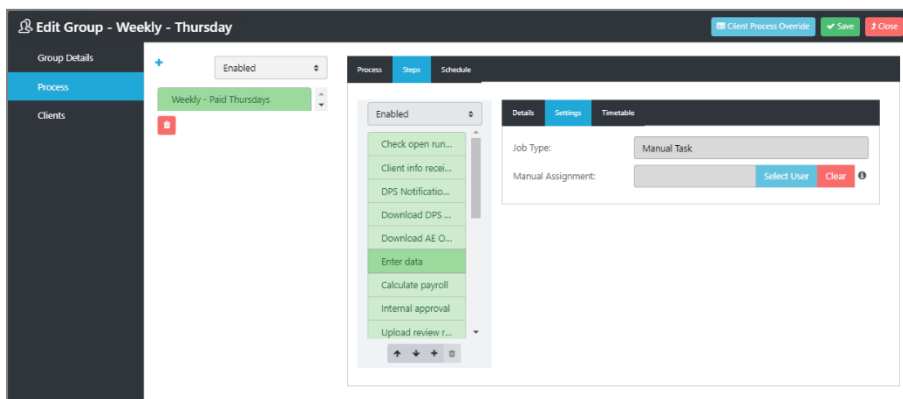 Edit Group - Weekly - Thursday
Client Process Override
Save
Close
Group Details
Process
Clients
Enabled
Weekly - Paid Thursdays
Process
Steps
Schedule
Enabled
Check open run...
Client info recei...
DPS Notificatio...
Download DPS ...
Download AE O...
Enter data
Calculate payroll
Internal approval
Upload review r...
Details
Settings
Timetable
Job Type:
Manual Task
Manual Assignment:
Select User
Clear